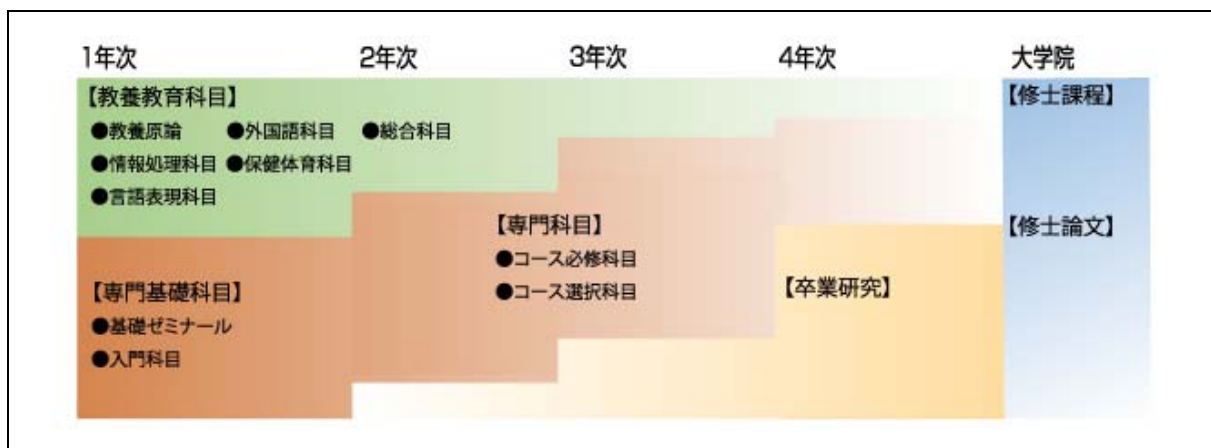 1年次 2年次 3年次 4年次 大学院
【教養教育科目】
●教養原論 ●外国語科目 ●総合科目
●情報処理科目 ●保健体育科目
●言語表現科目
【専門基礎科目】
●基礎ゼミナール
●入門科目
【専門科目】
●コース必修科目
●コース選択科目
【卒業研究】
【修士課程】
【修士論文】